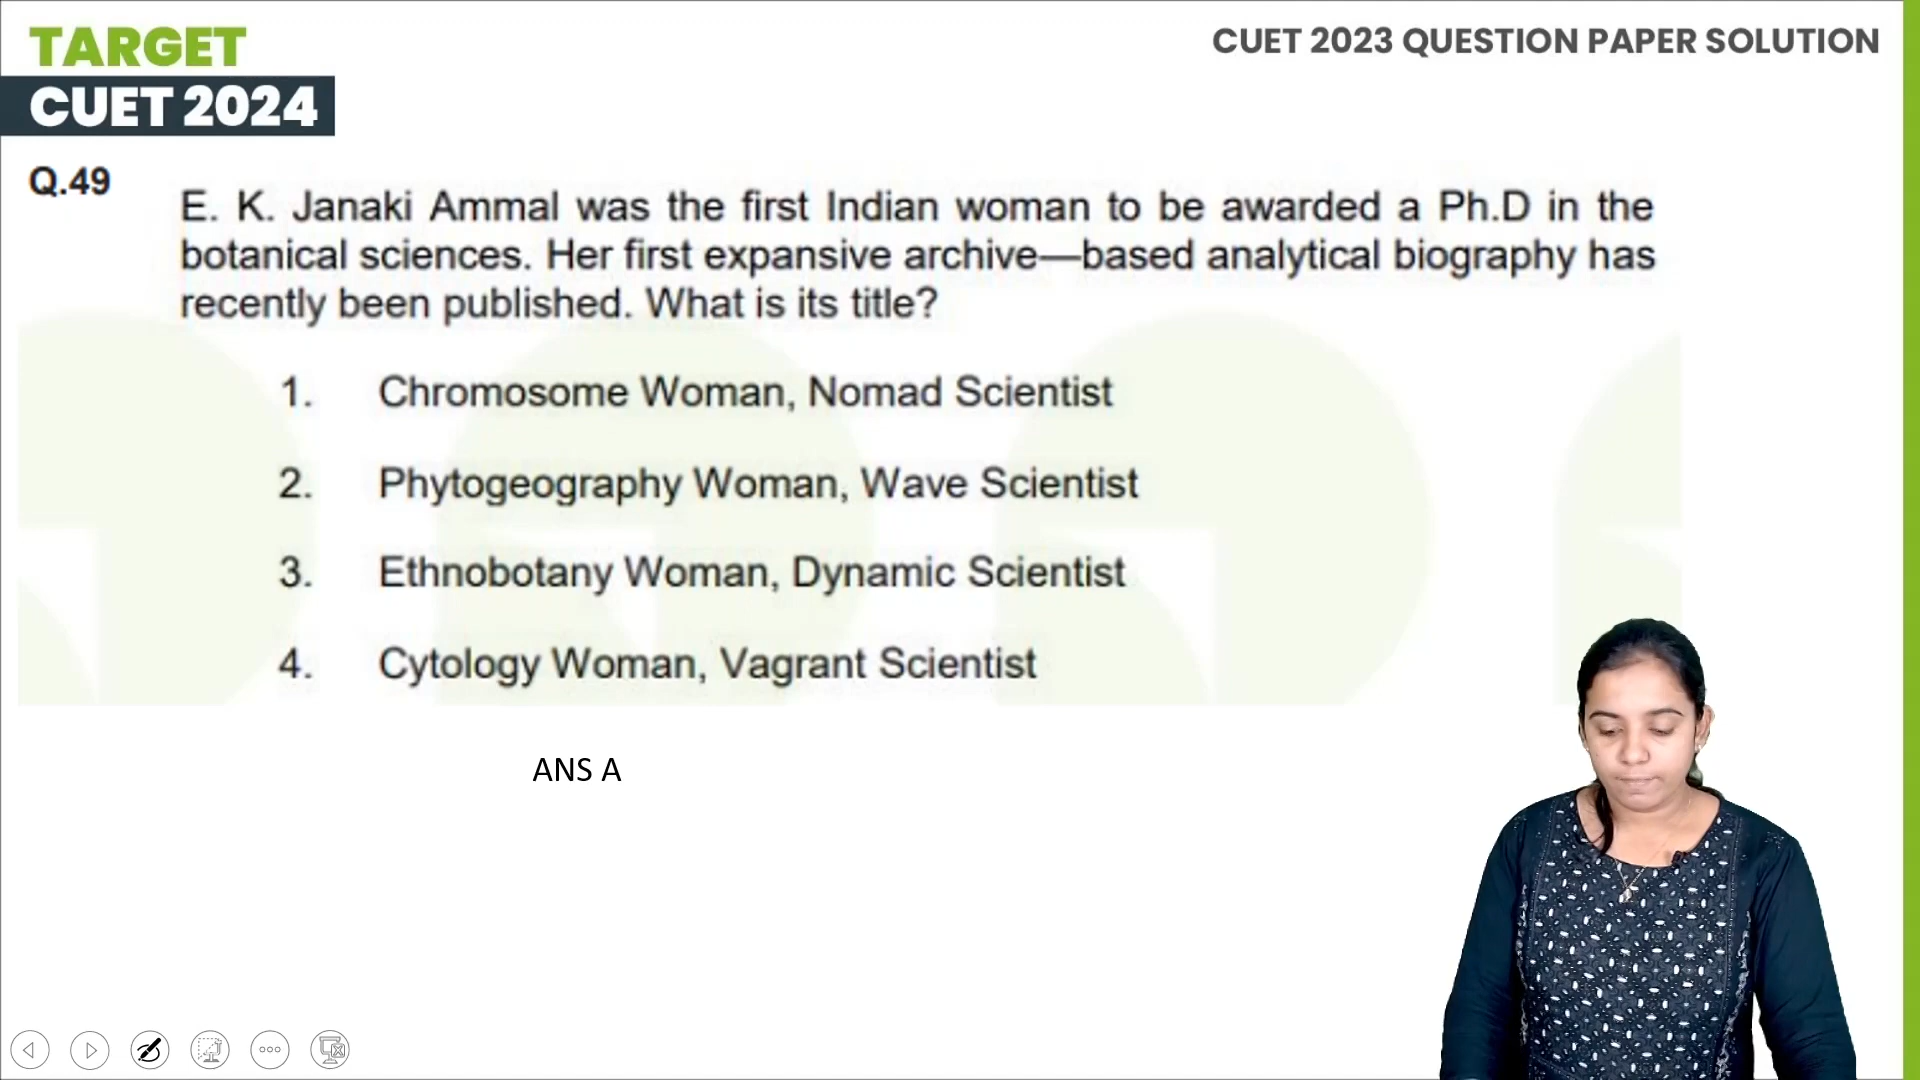 TARGET
CUET 2024
CUET 2023 QUESTION PAPER SOLUTION
Q.49
E. K. Janaki Ammal was the first Indian woman to be awarded a Ph.D in the
botanical sciences. Her first expansive archive—based analytical biography has
recently been published. What is its title?
1. Chromosome Woman, Nomad Scientist
2. Phytogeography Woman, Wave Scientist
3. Ethnobotany Woman, Dynamic Scientist
4. Cytology Woman, Vagrant Scientist
ANS A